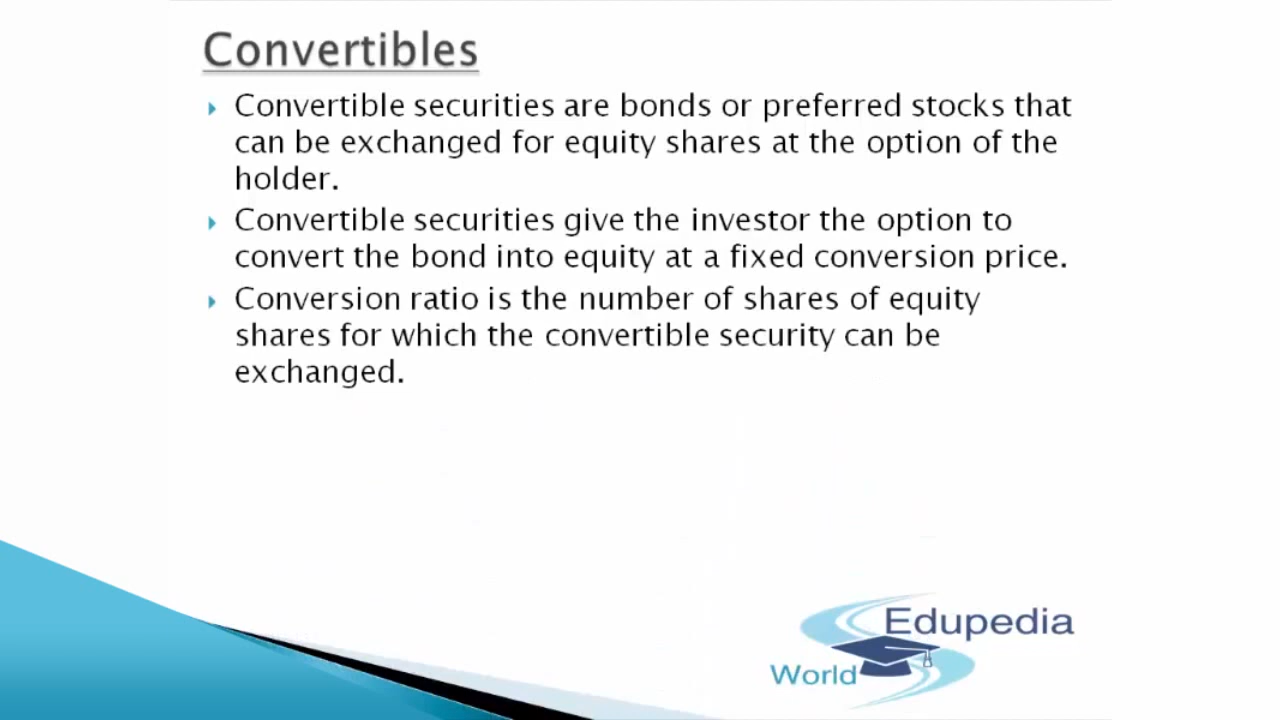 Convertibles
Convertible securities are bonds or preferred stocks that
can be exchanged for equity shares at the option of the
holder.
Convertible securities give the investor the option to
convert the bond into equity at a fixed conversion price.
Conversion ratio is the number of shares of equity
shares for which the convertible security can be
exchanged.
Edupedia
World